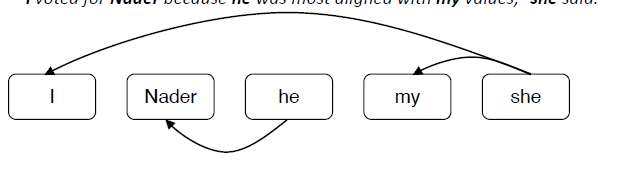 I voted for Nader because he was most aligned with my values," she said.
I Nader he my she